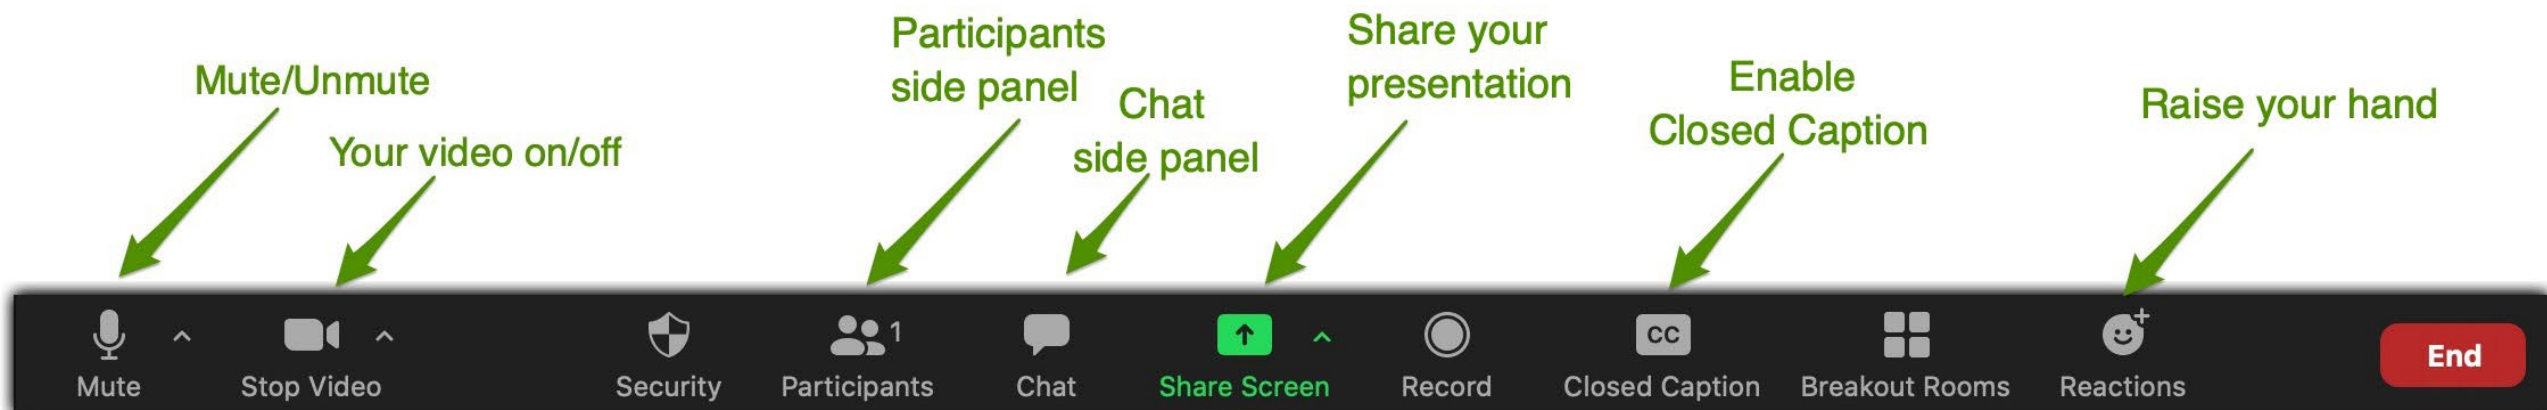 Mute/Unmute
Your video on/off
Participants
side panel
Chat
side panel
Share your
presentation
Enable
Closed Caption
Raise your hand
Mute
Stop Video
Security
1
Participants
Chat
Share Screen
Record
CC
Closed Caption
Breakout Rooms
Reactions
End